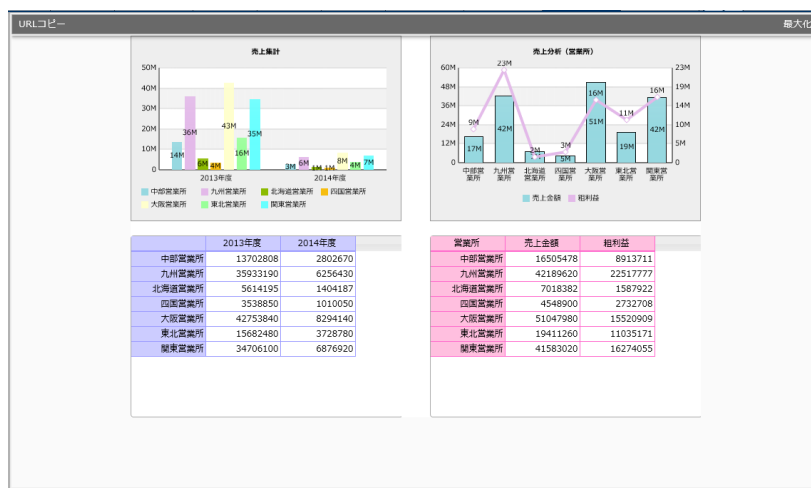 URLコピー 最大化
売上集計
50M
40M
30M
20M
10M
0
14M 36M 6M 4M 43M 16M 35M
3M 6M 1M 1M 8M 4M 7M
2013年度 2014年度
中部営業所 九州営業所 北海道営業所 四国営業所
大阪営業所 東北営業所 関東営業所
売上分析（営業所）
60M 23M
48M 19M
36M 14M
24M 10M
12M 5M
0 0
9M 23M 2M 3M 16M 11M 16M
17M 42M 5M 51M 19M 42M
中部営業所 九州営業所 北海道営業所 四国営業所 大阪営業所 東北営業所 関東営業所
売上金額 粗利益
2013年度 2014年度
中部営業所 13702808 2802670
九州営業所 35933190 6256430
北海道営業所 5614195 1404187
四国営業所 3538850 1010050
大阪営業所 42753840 8294140
東北営業所 15682480 3728780
関東営業所 34706100 6876920
営業所 売上金額 粗利益
中部営業所 16505478 8913711
九州営業所 42189620 22517777
北海道営業所 7018382 1587922
四国営業所 4548900 2732708
大阪営業所 51047980 15520909
東北営業所 19411260 11035171
関東営業所 41583020 16274055